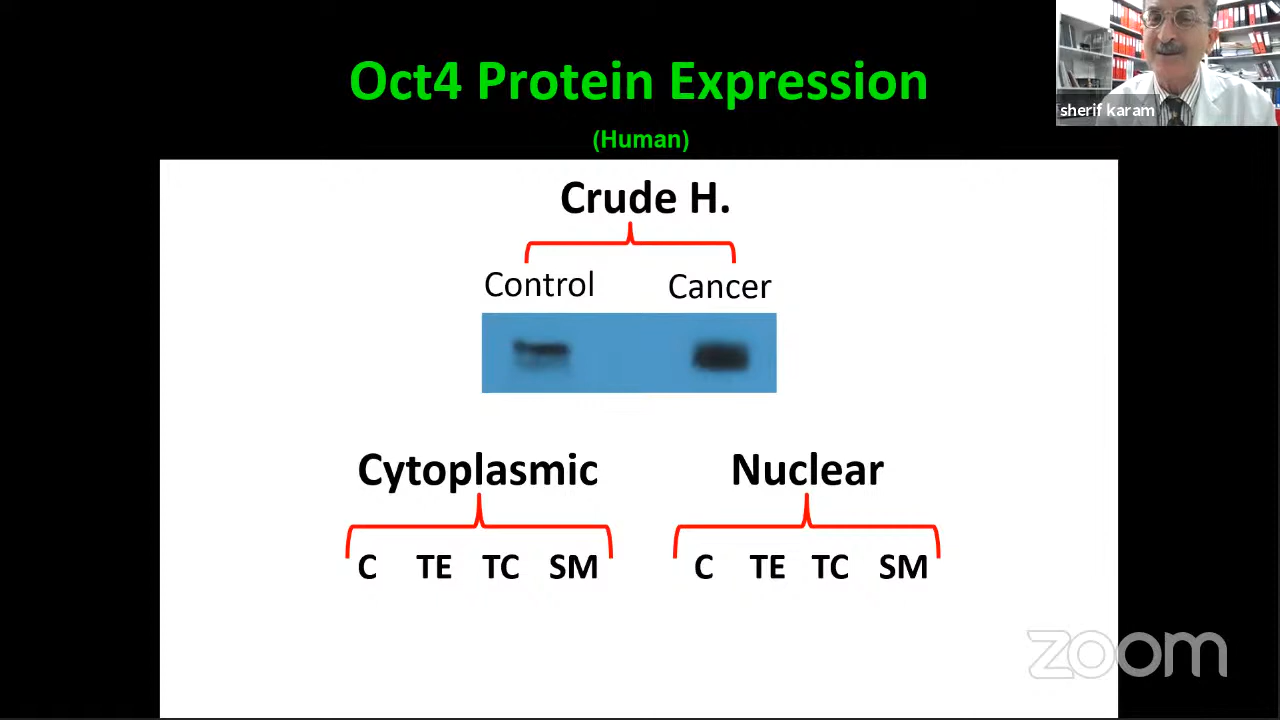 Oct4 Protein Expression
(Human)
sherif karam
Crude H.
Control Cancer
Cytoplasmic Nuclear
C TE TC SM C TE TC SM
zoom